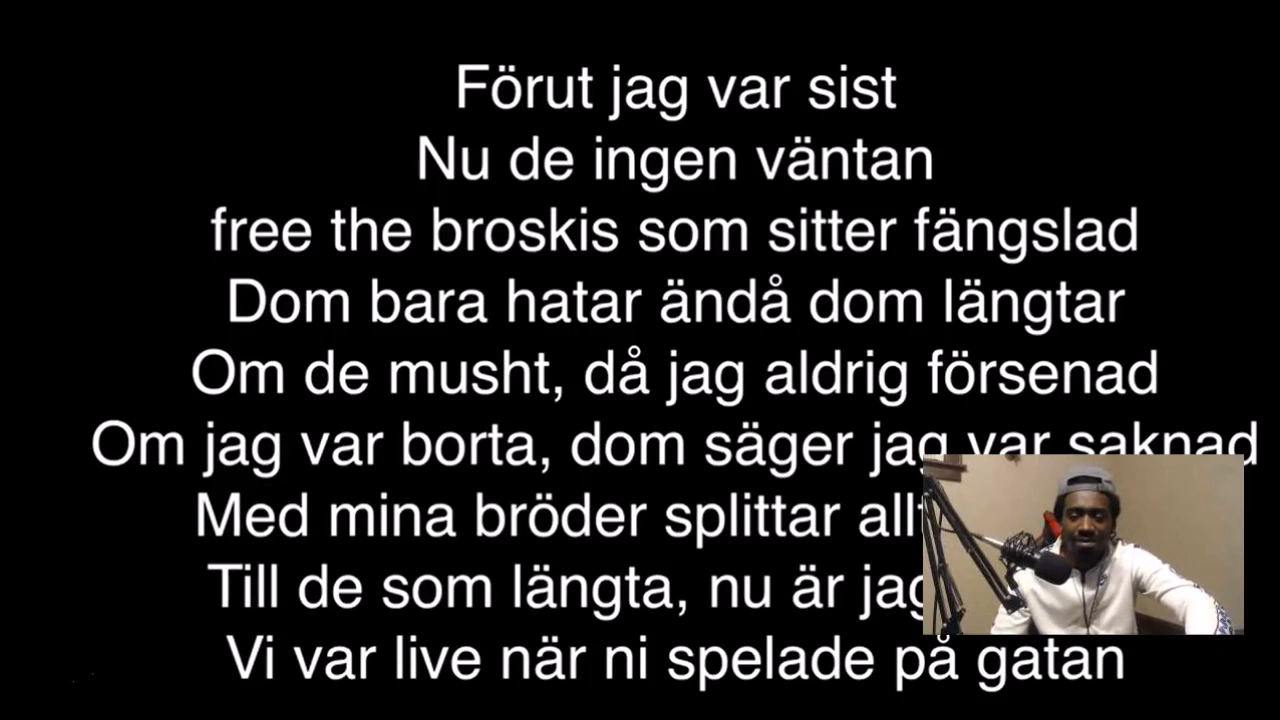 Förut jag var sist
Nu de ingen väntan
free the broskis som sitter fängslad
Dom bara hatar ändå dom längtar
Om de musht, då jag aldrig försenad
Om jag var borta, dom säger jag var saknad
Med mina bröder splittar
Till de som längta, nu är jag
Vi var live när ni spelade på gatan